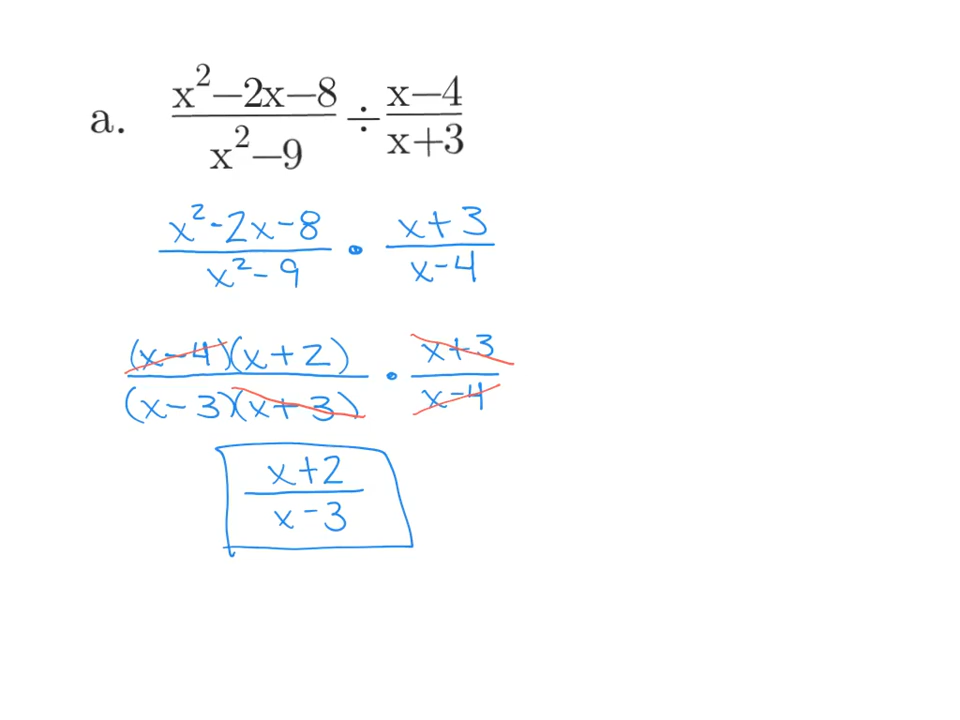 a. x²−2x−8 / x²−9 ÷ x−4 / x+3
x²-2x-8 / x²-9 • x+3 / x-4
(x-4)(x+2) / (x-3)(x+3) • x+3 / x-4
x+2 / x-3